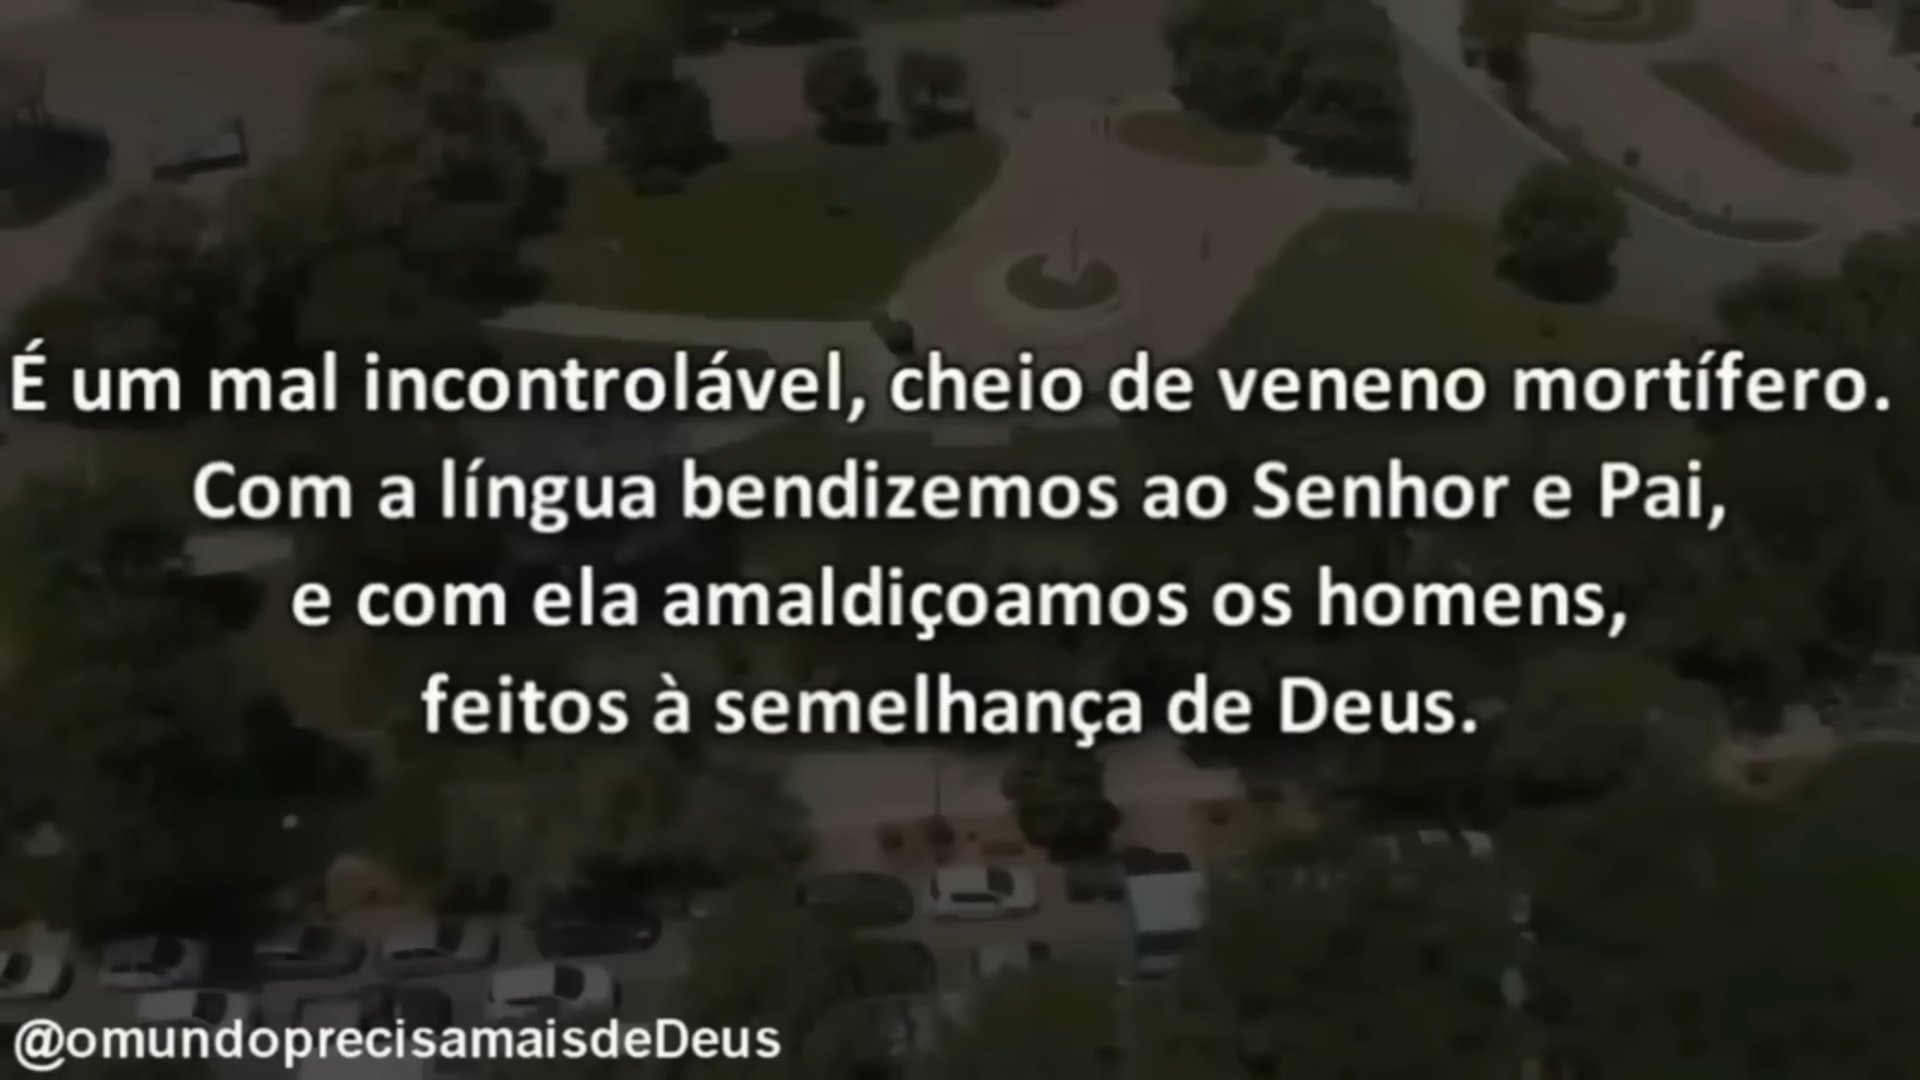 É um mal incontrolável, cheio de veneno mortífero.
Com a língua bendizemos ao Senhor e Pai,
e com ela amaldiçoamos os homens,
feitos à semelhança de Deus.
@omundoprecisamaisdeDeus